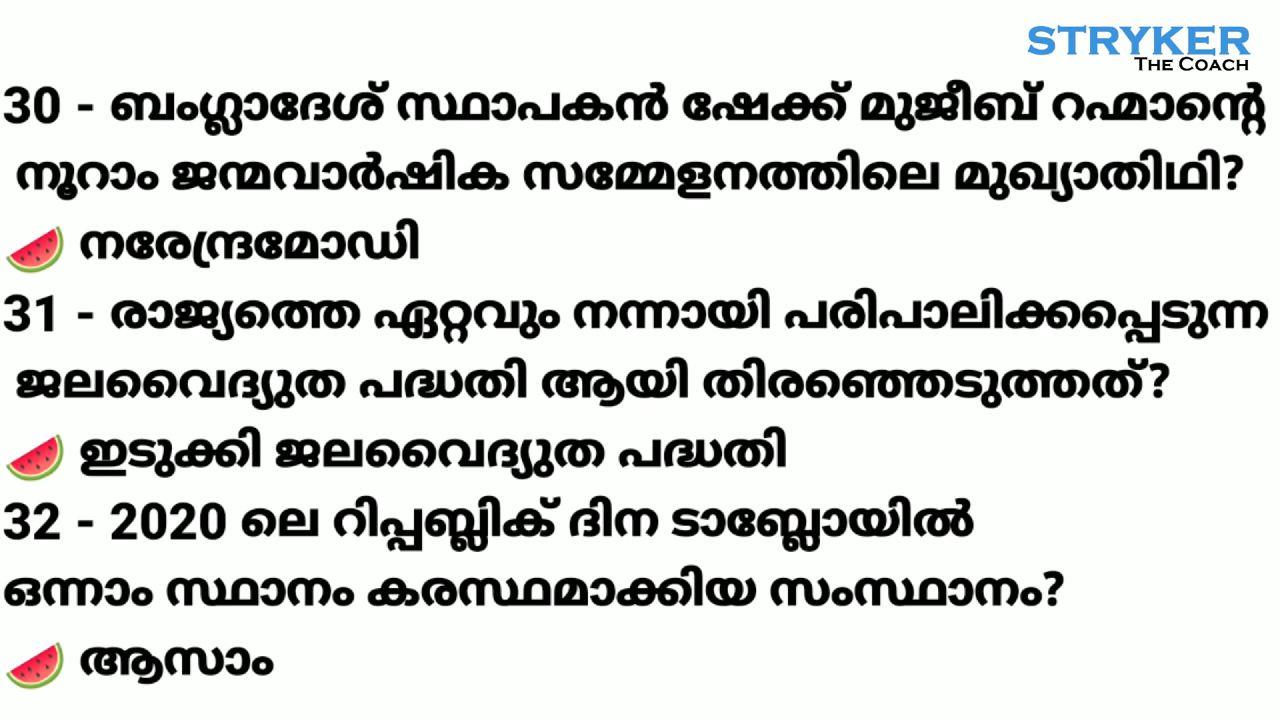 STRYKER
THE COACH
30 - ബംഗ്ലാദേശ് സ്ഥാപകൻ ഷേക്ക് മുജീബ് റഹ്മാന്റെ
നൂറാം ജന്മവാർഷിക സമ്മേളനത്തിലെ മുഖ്യാതിഥി?
🍉 നരേന്ദ്രമോഡി
31 - രാജ്യത്തെ ഏറ്റവും നന്നായി പരിപാലിക്കപ്പെടുന്ന
ജലവൈദ്യുത പദ്ധതി ആയി തിരഞ്ഞെടുത്തത്?
🍉 ഇടുക്കി ജലവൈദ്യുത പദ്ധതി
32 - 2020 ലെ റിപ്പബ്ലിക് ദിന ടാബ്ലോയിൽ
ഒന്നാം സ്ഥാനം കരസ്ഥമാക്കിയ സംസ്ഥാനം?
🍉 ആസാം